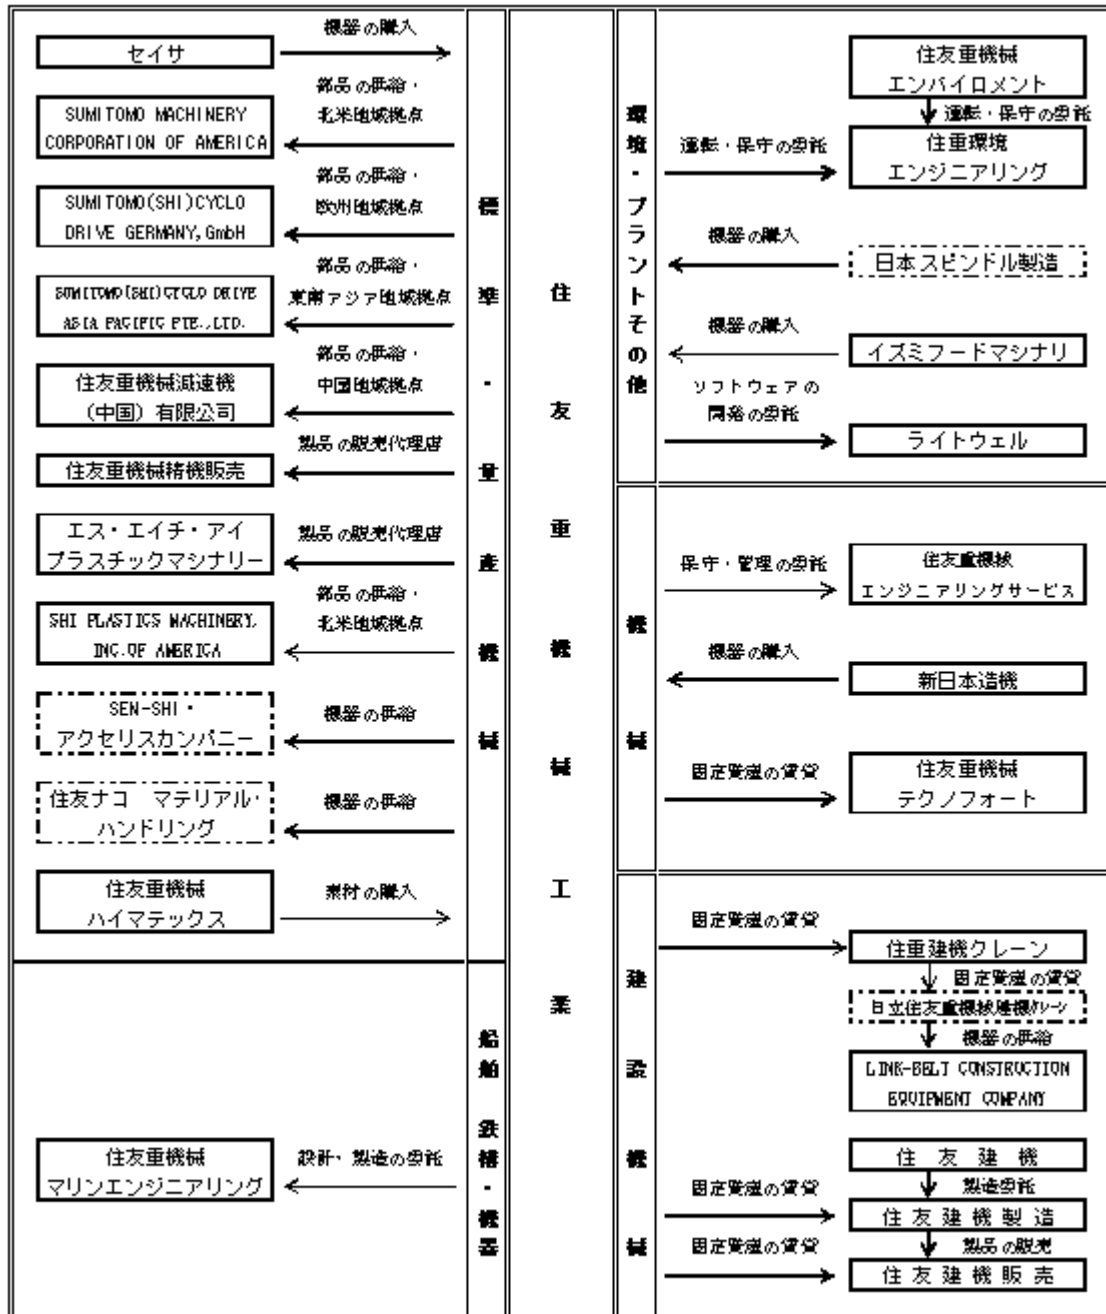 機器の購入
セイサ
部品の供給・
北米地域拠点
SUMITOMO MACHINERY
CORPORATION OF AMERICA
部品の供給・
欧州地域拠点
SUMITOMO(SHI)CYCLO
DRIVE GERMANY,GmbH
部品の供給・
東南アジア地域拠点
SUMITOMO(SHI)CYCLO DRIVE
ASIA PACIFIC PTE.,LTD.
部品の供給・
中国地域拠点
住友重機械減速機
（中国）有限公司
製品の販売代理店
住友重機械精機販売
製品の販売代理店
エス・エイチ・アイ
プラスチックマシナリー
部品の供給・
北米地域拠点
SHI PLASTICS MACHINERY,
INC.OF AMERICA
機器の供給
SEN-SHI・
アクセリスカンパニー
機器の供給
住友ナコ　マテリアル・
ハンドリング
素材の購入
住友重機械
ハイマテックス
標準・量産機械
設計・製造の委託
住友重機械
マリンエンジニアリング
船舶鉄構・機器
住友重機械工業
環境・プラントその他
住友重機械
エンバイロメント
運転・保守の委託
運転・保守の委託
住重環境
エンジニアリング
機器の購入
日本スピンドル製造
機器の購入
イズミフードマシナリ
ソフトウェアの
開発の委託
ライトウェル
機械
保守・管理の委託
住友重機械
エンジニアリングサービス
機器の購入
新日本造機
固定資産の賃貸
住友重機械
テクノフォート
建設機械
固定資産の賃貸
住重建機クレーン
固定資産の賃貸
日立住友重機械建機クレーン
機器の供給
LINK-BELT CONSTRUCTION
EQUIPMENT COMPANY
住友建機
製造委託
固定資産の賃貸
住友建機製造
製品の販売
固定資産の賃貸
住友建機販売